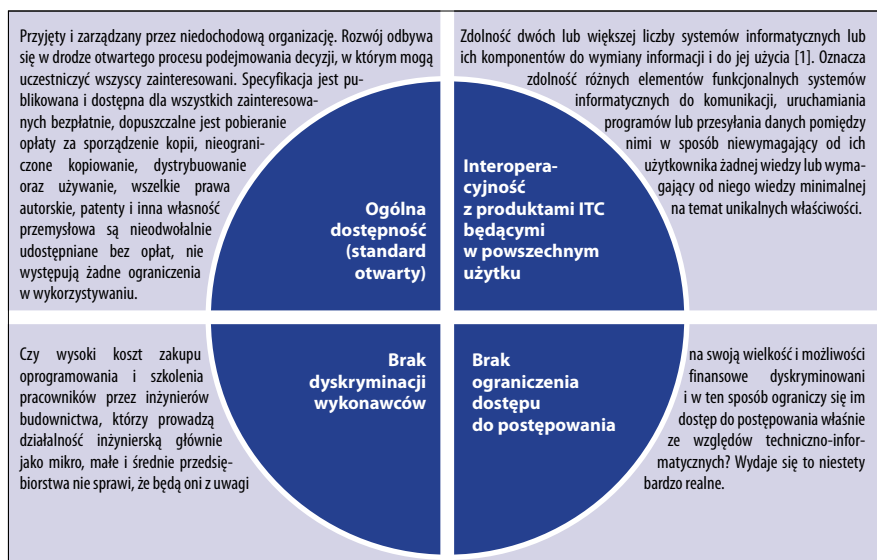 Przyjęty i zarządzany przez niedochodową organizację. Rozwój odbywa
się w drodze otwartego procesu podejmowania decyzji, w którym mogą
uczestniczyć wszyscy zainteresowani. Specyfikacja jest pu-
blikowana i dostępna dla wszystkich zainteresowa-
nych bezpłatnie, dopuszczalne jest pobieranie
opłaty za sporządzenie kopii, nieograni-
czone kopiowanie, dystrybuowanie
oraz używanie, wszelkie prawa
autorskie, patenty i inna własność
przemysłowa są nieodwołalnie
udostępniane bez opłat, nie
występują żadne ograniczenia
w wykorzystywaniu.
Ogólna
dostępność
(standard
otwarty)
Zdolność dwóch lub większej liczby systemów informatycznych lub
ich komponentów do wymiany informacji i do jej użycia [1]. Oznacza
zdolność różnych elementów funkcjonalnych systemów
informatycznych do komunikacji, uruchamiania
programów lub przesyłania danych pomiędzy
nimi w sposób niewymagający od ich
użytkownika żadnej wiedzy lub wyma-
gający od niego wiedzy minimalnej
na temat unikalnych właściwości.
Interopera-
cyjność
z produktami ITC
będącymi
w powszechnym
użytku
Czy wysoki koszt zakupu
oprogramowania i szkolenia
pracowników przez inżynierów
budownictwa, którzy prowadzą
działalność inżynierską głównie
jako mikro, małe i średnie przedsię-
biorstwa nie sprawi, że będą oni z uwagi
Brak
dyskryminacji
wykonawców
Brak
ograniczenia
dostępu
do postępowania
na swoją wielkość i możliwości
finansowe dyskryminowani
i w ten sposób ograniczy się im
dostęp do postępowania właśnie
ze względów techniczno-infor-
matycznych? Wydaje się to niestety
bardzo realne.